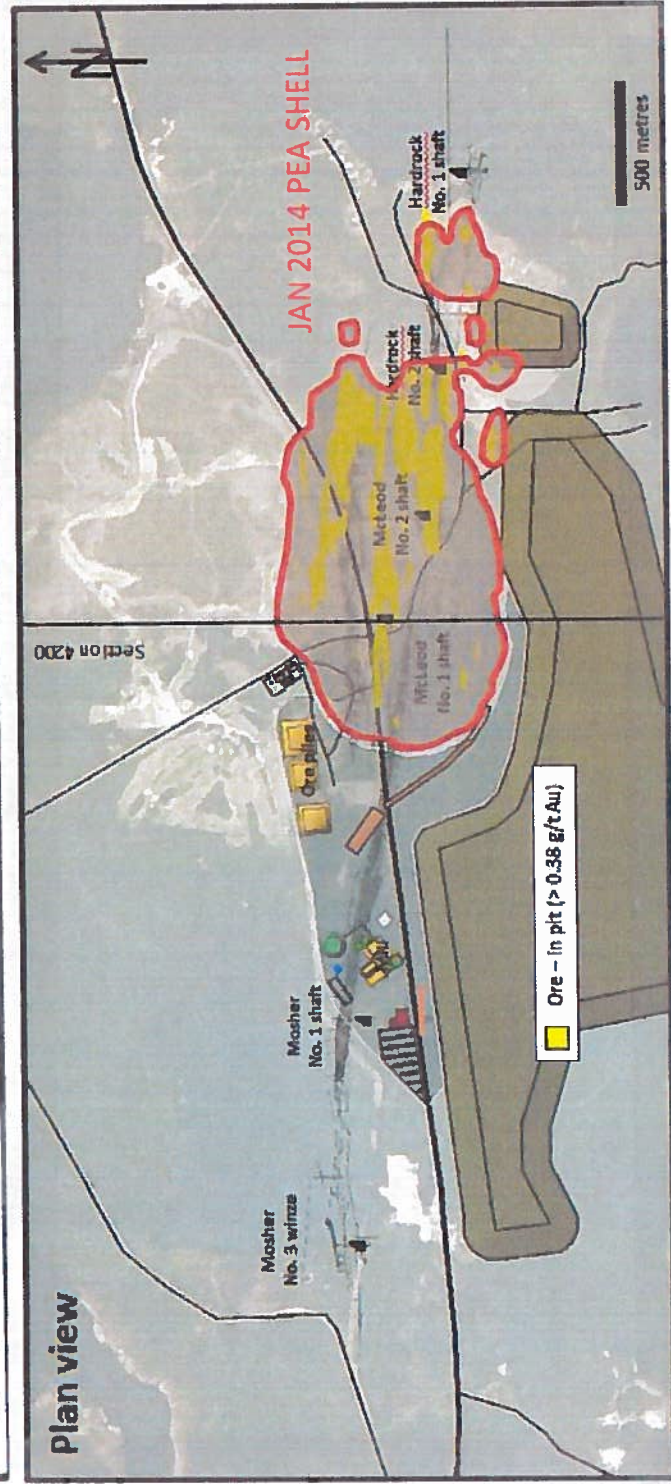 Plan view
N
Section 4200
JAN 2014 PEA SHELL
Mosher
No. 3 winze
Mosher
No. 1 shaft
Ore piles
McLeod
No. 1 shaft
McLeod
No. 2 shaft
Hardrock
No. 2 shaft
Hardrock
No. 1 shaft
Ore – In pit (> 0.38 g/t Au)
500 metres